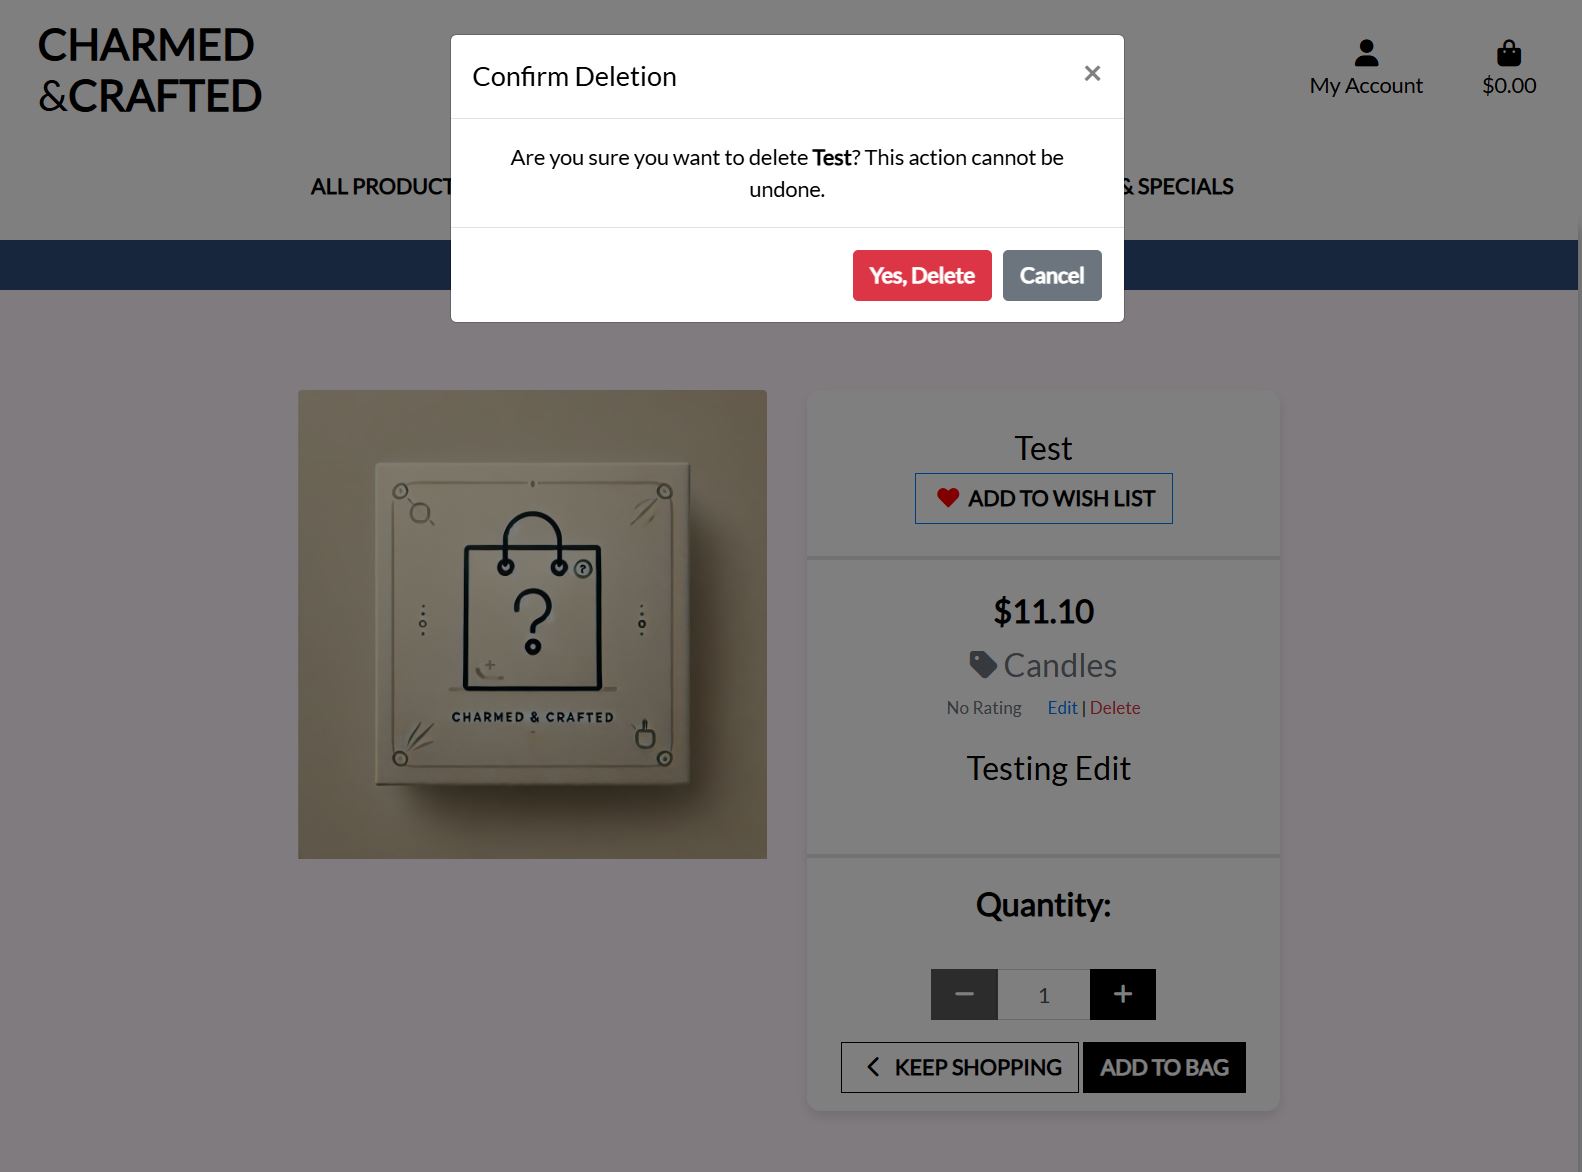 CHARMED
&CRAFTED
My Account
$0.00
Confirm Deletion
×
Are you sure you want to delete Test? This action cannot be
undone.
Yes, Delete
Cancel
ALL PRODUCT
& SPECIALS
?
?
CHARMED & CRAFTED
Test
ADD TO WISH LIST
$11.10
Candles
No Rating Edit | Delete
Testing Edit
Quantity:
− 1 +
KEEP SHOPPING
ADD TO BAG